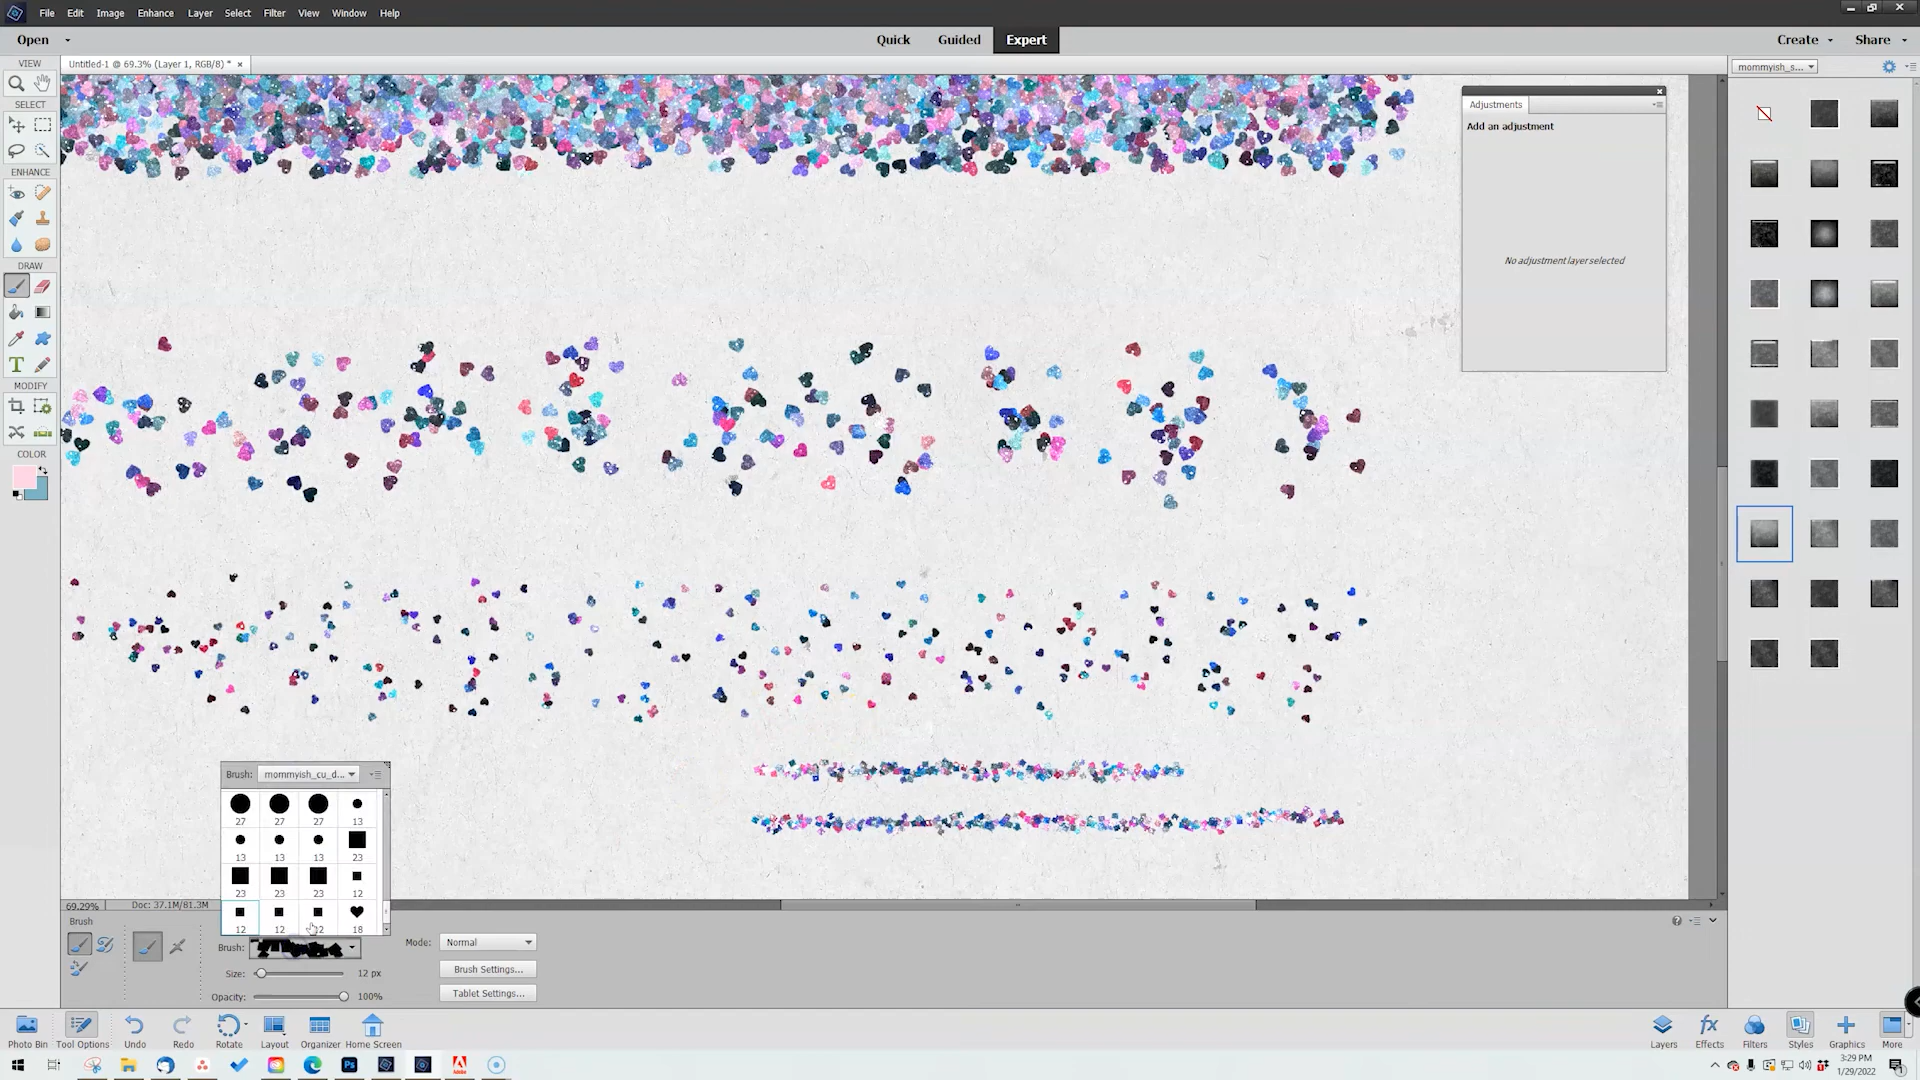 File Edit Image Enhance Layer Select Filter View Window Help
Open
Quick Guided Expert
Create Share
VIEW
Untitled-1 @ 69.3% (Layer 1, RGB/8) * ×
mommyish_s...
SELECT
Adjustments
Add an adjustment
ENHANCE
No adjustment layer selected
DRAW
T
MODIFY
COLOR
Brush: mommyish_cu_d...
27 27 27 13
13 13 13 23
23 23 23 12
12 12 12 18
69.29% Doc: 37.1M/81.3M
Brush
Brush:
Mode: Normal
Size: 12 px
Brush Settings...
Opacity: 100%
Tablet Settings...
Photo Bin Tool Options Undo Redo Rotate Layout Organizer Home Screen
fx
Layers Effects Filters Styles Graphics More
Ps
3:29 PM
1/29/2022